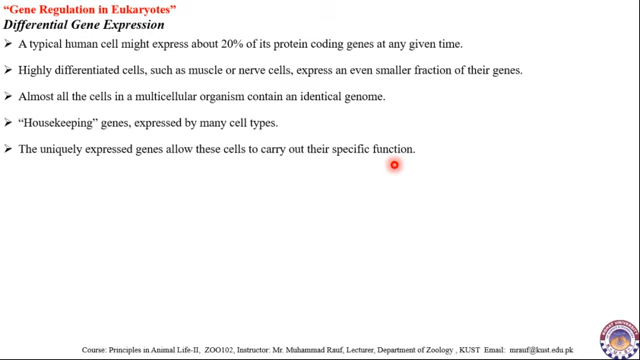 “Gene Regulation in Eukaryotes”
Differential Gene Expression
➢ A typical human cell might express about 20% of its protein coding genes at any given time.
➢ Highly differentiated cells, such as muscle or nerve cells, express an even smaller fraction of their genes.
➢ Almost all the cells in a multicellular organism contain an identical genome.
➢ “Housekeeping” genes, expressed by many cell types.
➢ The uniquely expressed genes allow these cells to carry out their specific function.
Course: Principles in Animal Life-II, ZOO102, Instructor: Mr. Muhammad Rauf, Lecturer, Department of Zoology, KUST Email: mrauf@kust.edu.pk